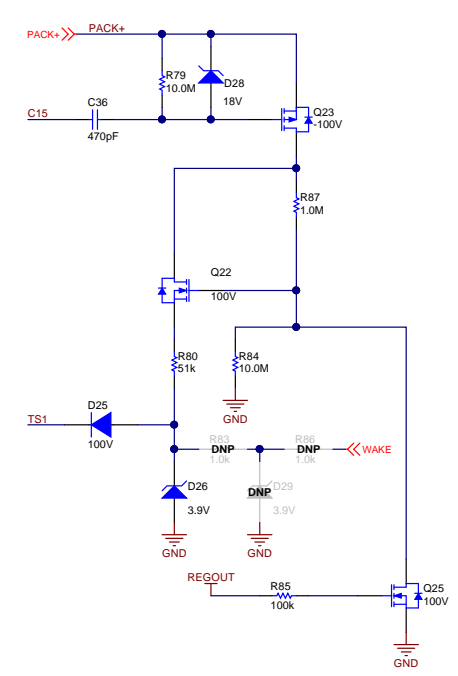 PACK+ PACK+
R79
10.0M
D28
18V
C15
C36
470pF
Q23
-100V
R87
1.0M
Q22
100V
R80
51k
R84
10.0M
GND
TS1
D25
100V
R83
DNP
1.0k
R86
DNP
1.0k
WAKE
D26
3.9V
GND
D29
DNP
3.9V
GND
REGOUT
R85
100k
Q25
100V
GND